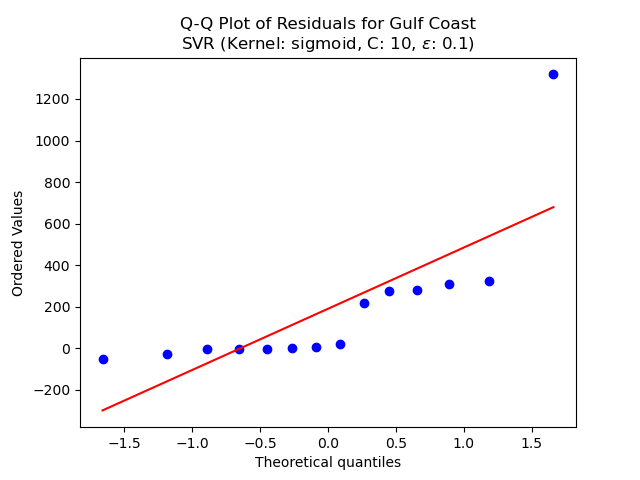 Q-Q Plot of Residuals for Gulf Coast
SVR (Kernel: sigmoid, C: 10, ε: 0.1)
1200
1000
800
600
400
200
0
−200
Ordered Values
−1.5 −1.0 −0.5 0.0 0.5 1.0 1.5
Theoretical quantiles